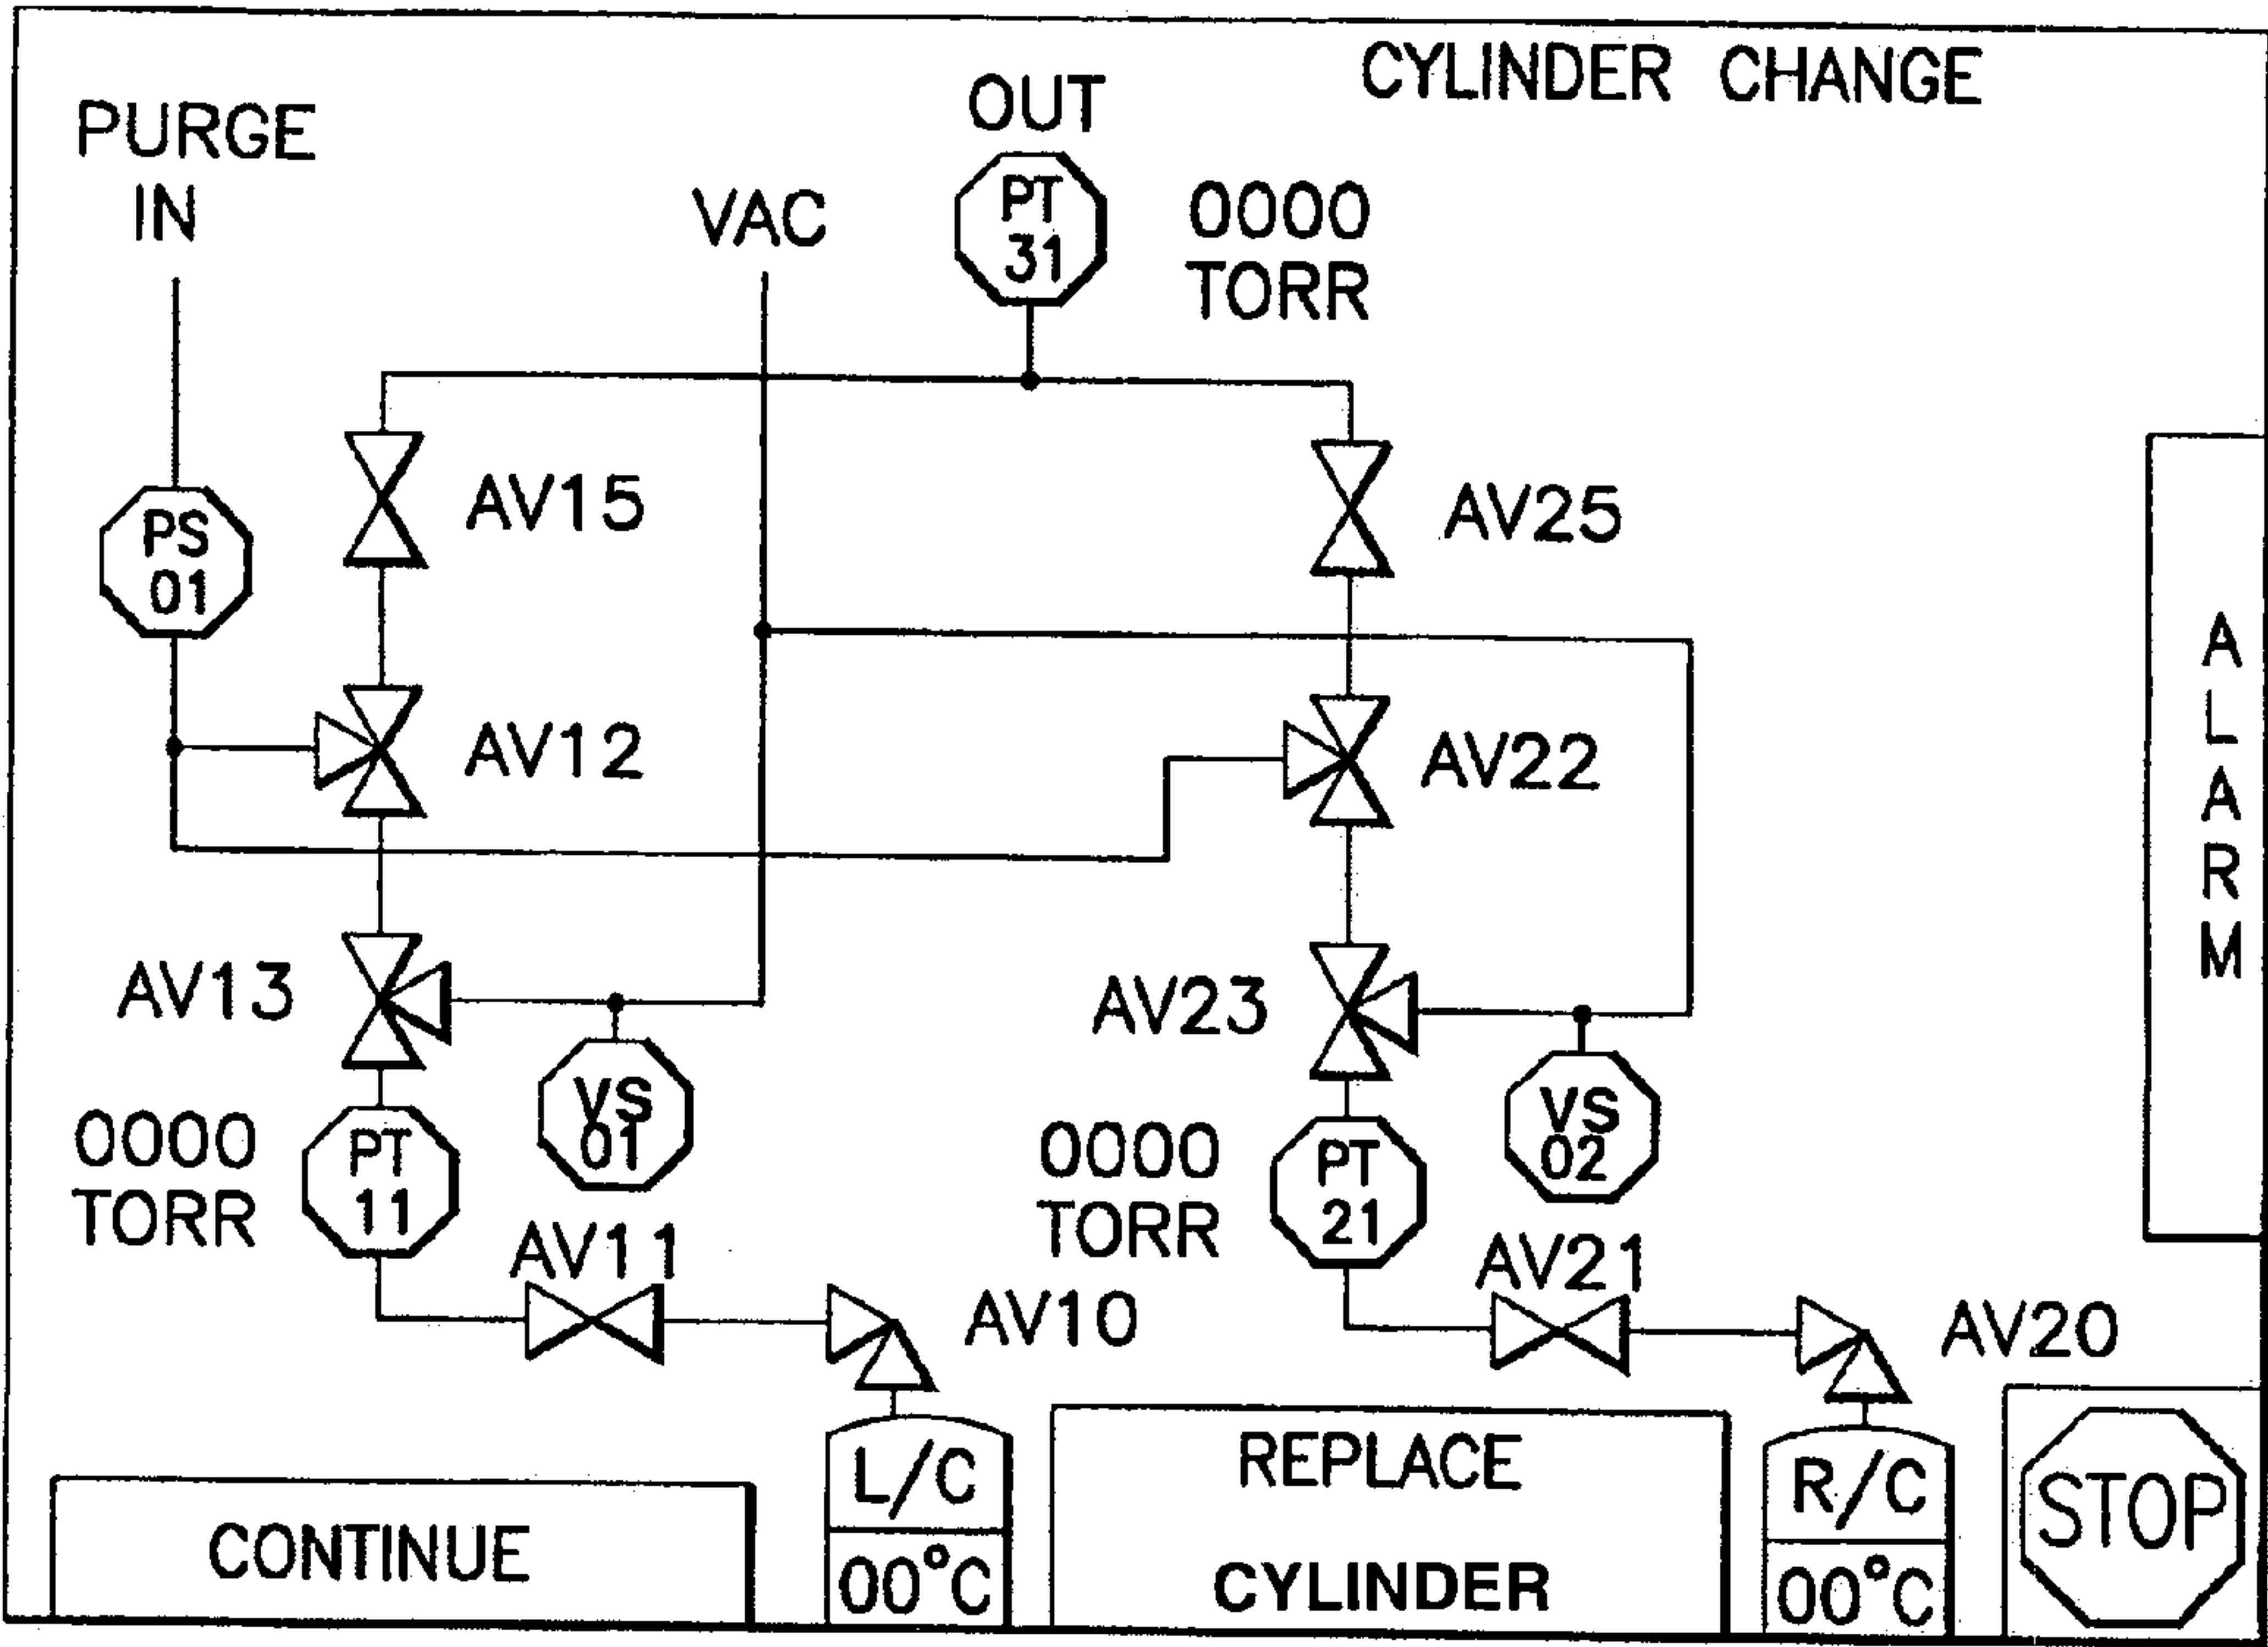 CYLINDER CHANGE
PURGE
IN
VAC
OUT
PT
31
0000
TORR
PS
01
AV15
AV25
AV12
AV22
AV13
AV23
0000
TORR
PT
11
VS
01
0000
TORR
PT
21
VS
02
AV11
AV10
AV21
AV20
ALARM
CONTINUE
L/C
00°C
REPLACE
CYLINDER
R/C
00°C
STOP